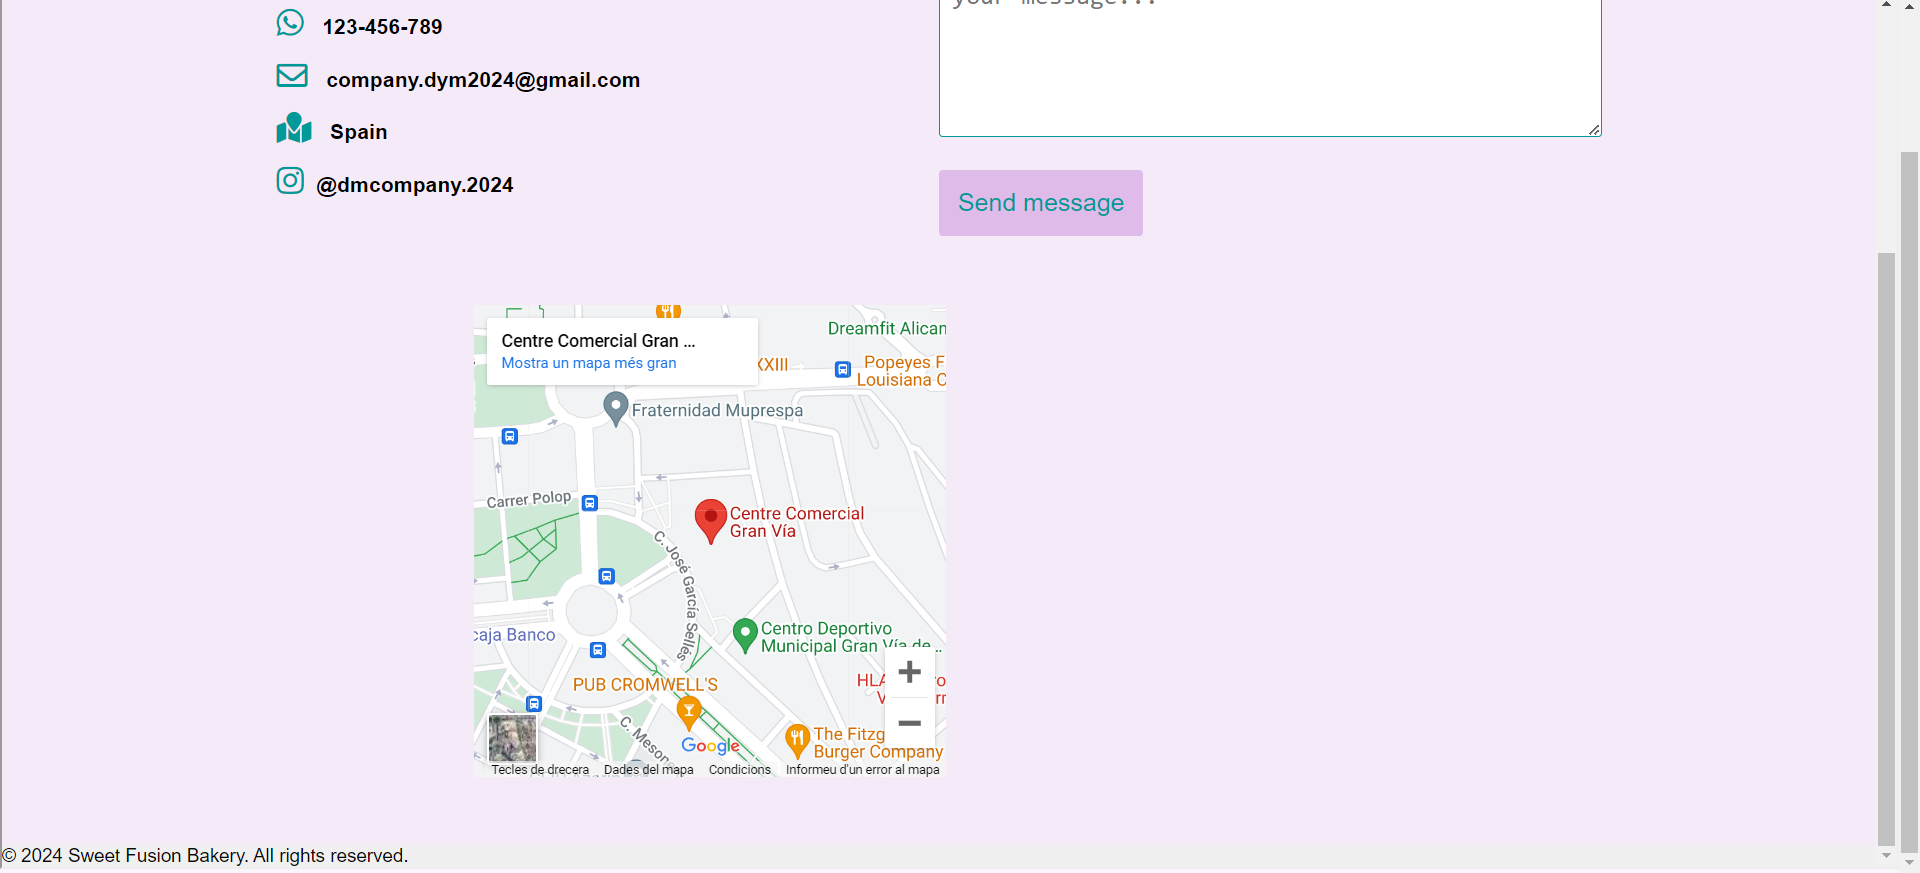 your message...
123-456-789
company.dym2024@gmail.com
Spain
@dmcompany.2024
Send message
Centre Comercial Gran ...
Mostra un mapa més gran
XXIII
Dreamfit Alican
Popeyes F
Louisiana C
Fraternidad Muprespa
Carrer Polop
Centre Comercial
Gran Vía
C. José García Sellés
Centro Deportivo
Municipal Gran Vía de...
caja Banco
HLA
PUB CROMWELL'S
C. Meson
The Fitzg
Burger Company
Google
Tecles de drecera
Dades del mapa
Condicions
Informeu d'un error al mapa
© 2024 Sweet Fusion Bakery. All rights reserved.